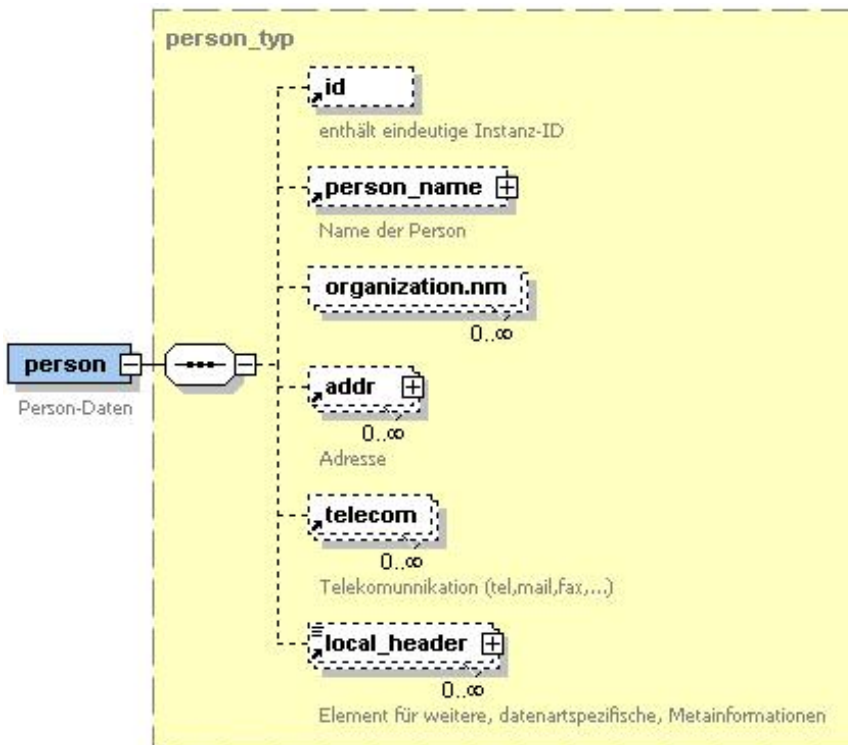 person_typ
id
enthält eindeutige Instanz-ID
person_name
Name der Person
organization.nm
0..∞
person
Person-Daten
addr
0..∞
Adresse
telecom
0..∞
Telekomunnikation (tel,mail,fax,...)
local_header
0..∞
Element für weitere, datenartspezifische, Metainformationen